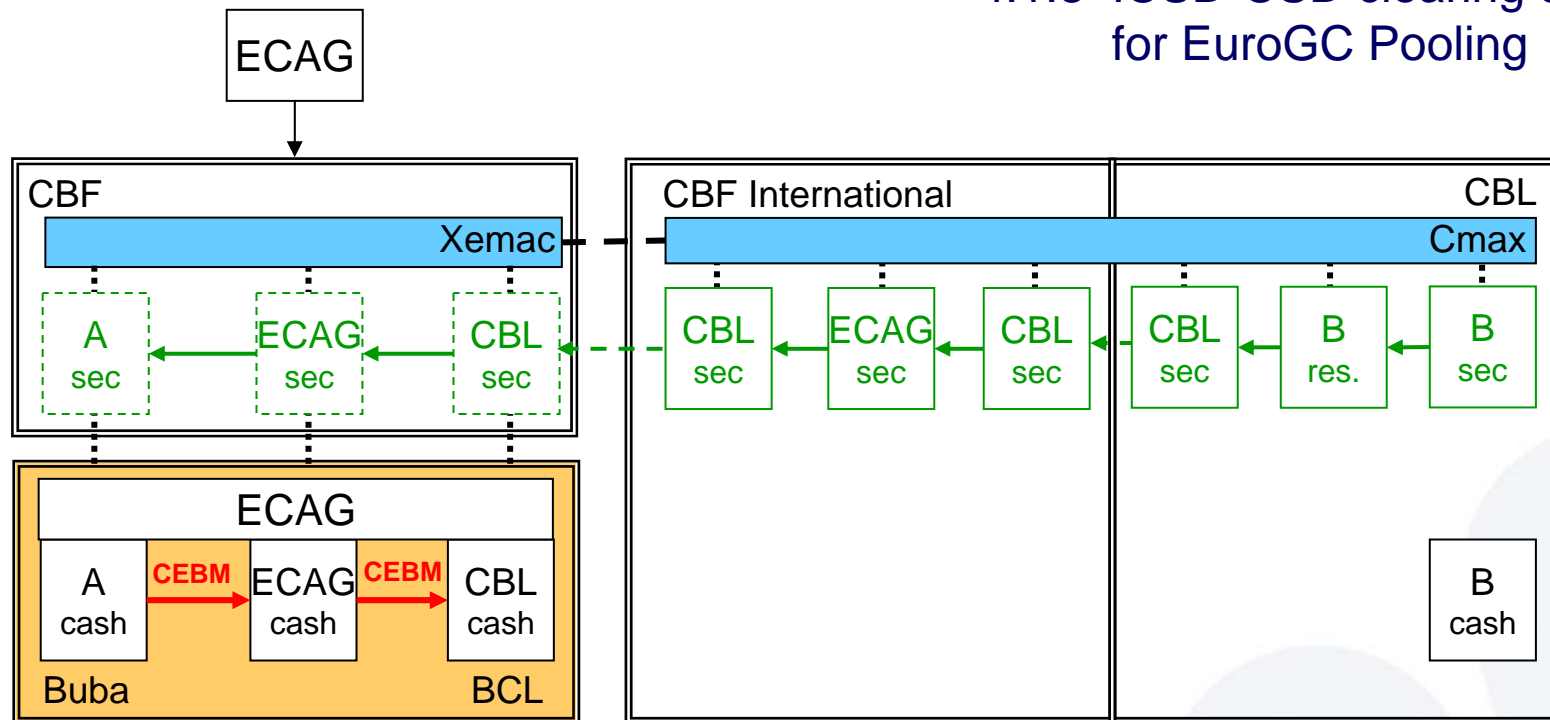 for EuroGC Pooling
ECAG
CBF
CBF International
CBL
Xemac
Cmax
A
sec
ECAG
sec
CBL
sec
CBL
sec
ECAG
sec
CBL
sec
CBL
sec
B
res.
B
sec
ECAG
A
cash
CEBM
ECAG
cash
CEBM
CBL
cash
B
cash
Buba
BCL